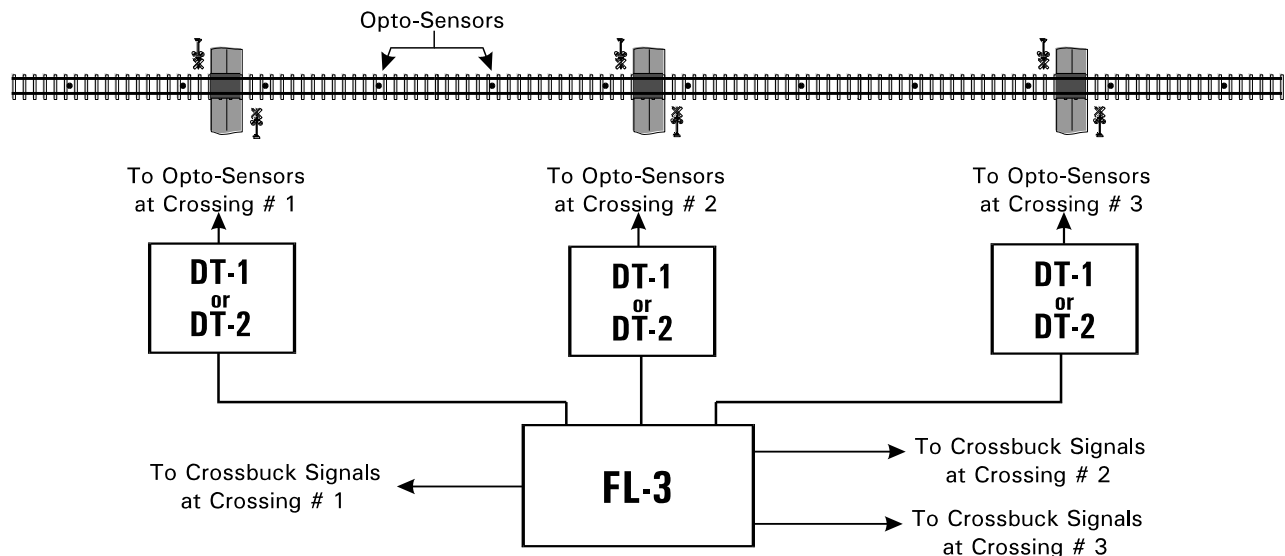 Opto-Sensors
To Opto-Sensors
at Crossing # 1
To Opto-Sensors
at Crossing # 2
To Opto-Sensors
at Crossing # 3
DT-1
or
DT-2
DT-1
or
DT-2
DT-1
or
DT-2
FL-3
To Crossbuck Signals
at Crossing # 1
To Crossbuck Signals
at Crossing # 2
To Crossbuck Signals
at Crossing # 3